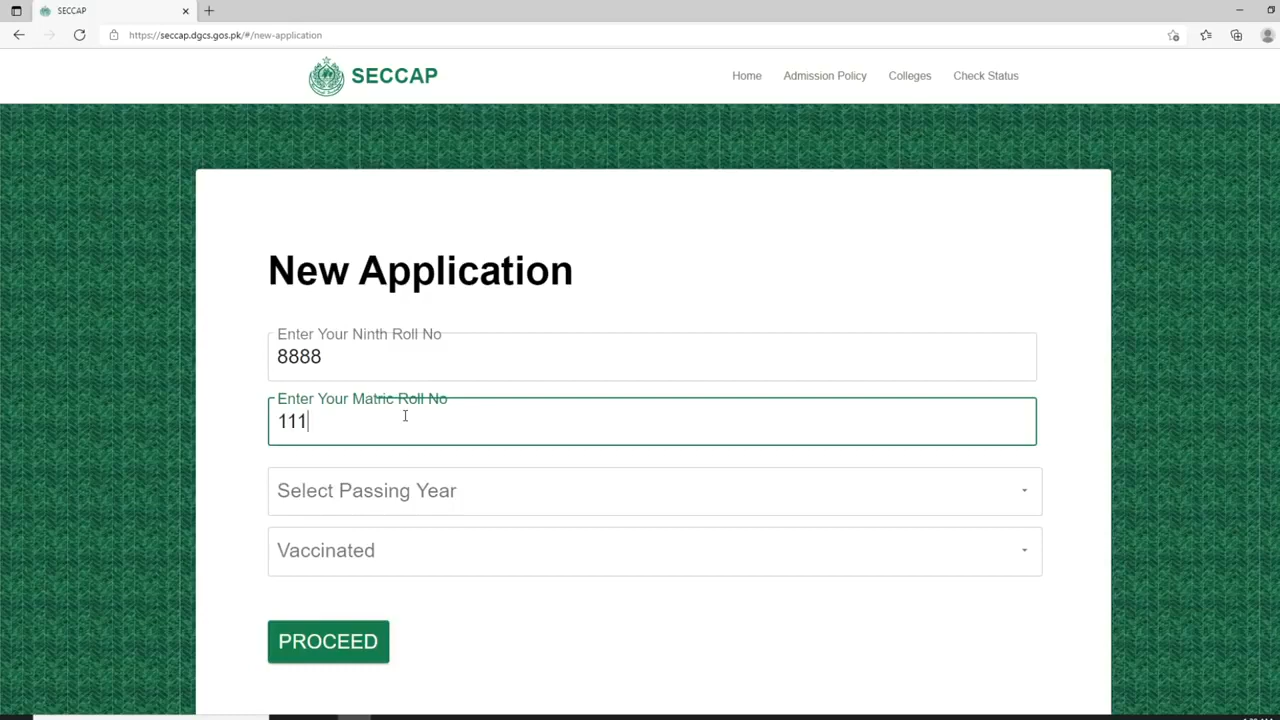 SECCAP
https://seccap.dgcs.gos.pk/#/new-application
SECCAP
Home
Admission Policy
Colleges
Check Status
New Application
Enter Your Ninth Roll No
8888
Enter Your Matric Roll No
111
Select Passing Year
Vaccinated
PROCEED